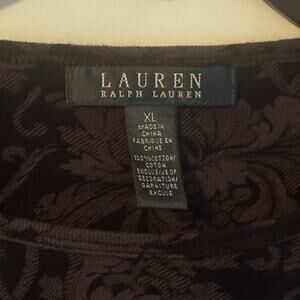 LAUREN
RALPH LAUREN
XL
MADE IN
CHINA
FABRIQUE EN
CHINE
100%COTTON/
COTON
EXCLUSIVE OF
DECORATION/
GARNITURE
EXCLUE